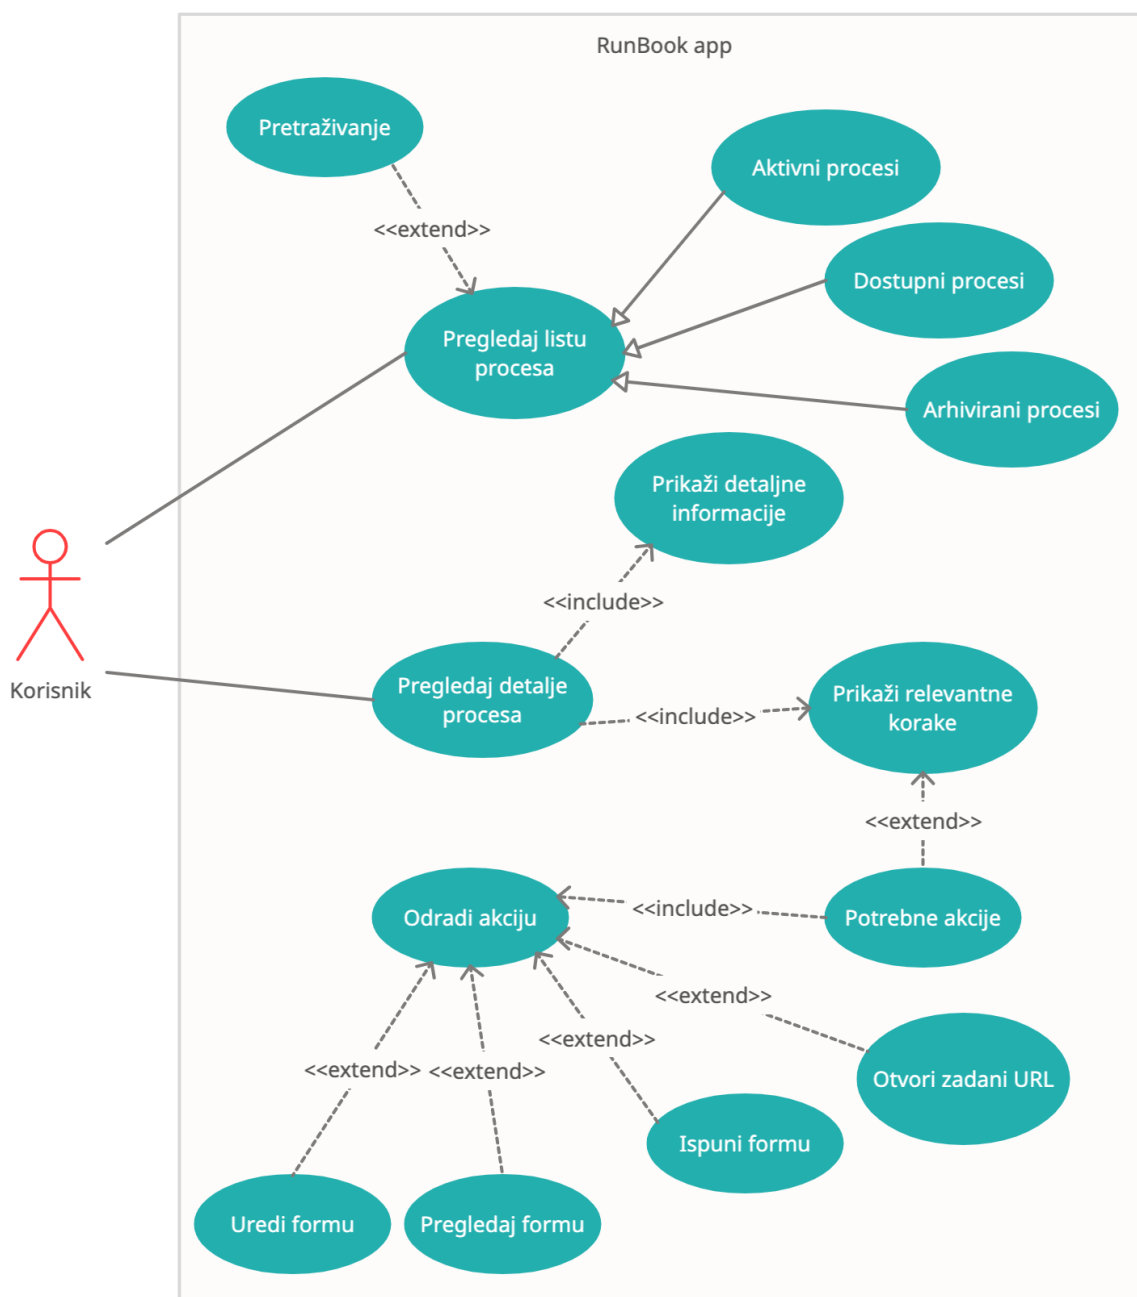 RunBook app
Pretraživanje
Aktivni procesi
<<extend>>
Dostupni procesi
Pregledaj listu
procesa
Arhivirani procesi
Prikaži detaljne
informacije
<<include>>
Korisnik
Pregledaj detalje
procesa
<<include>>
Prikaži relevantne
korake
<<extend>>
Odradi akciju
<<include>>
Potrebne akcije
<<extend>>
<<extend>>
<<extend>>
<<extend>>
Otvori zadani URL
Ispuni formu
Uredi formu
Pregledaj formu